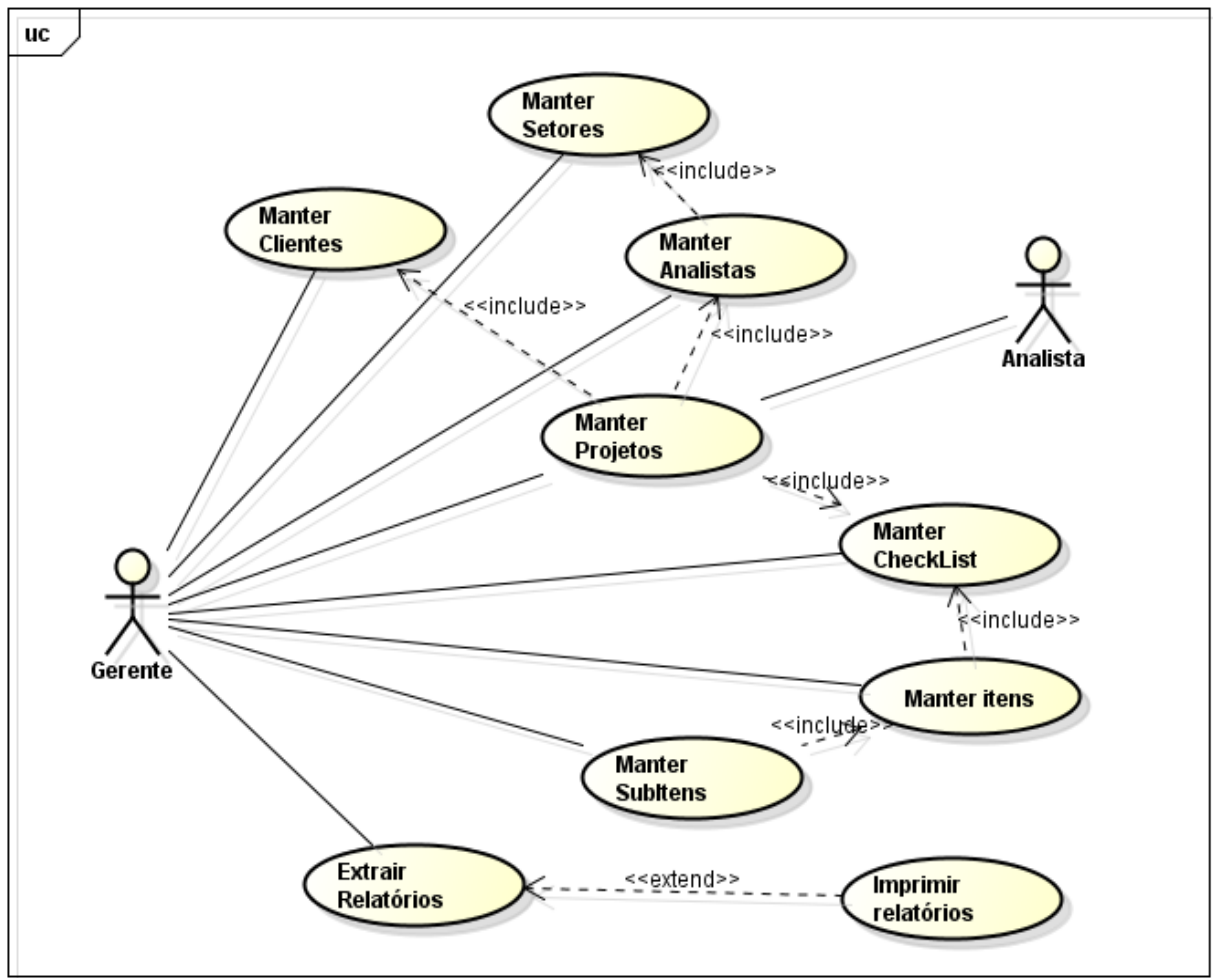 uc
Manter
Setores
<<include>>
Manter
Clientes
Manter
Analistas
<<include>>
<<include>>
Analista
Manter
Projetos
<<include>>
Manter
CheckList
<<include>>
Gerente
Manter itens
<<include>>
Manter
SubItens
Extrair
Relatórios
<<extend>>
Imprimir
relatórios